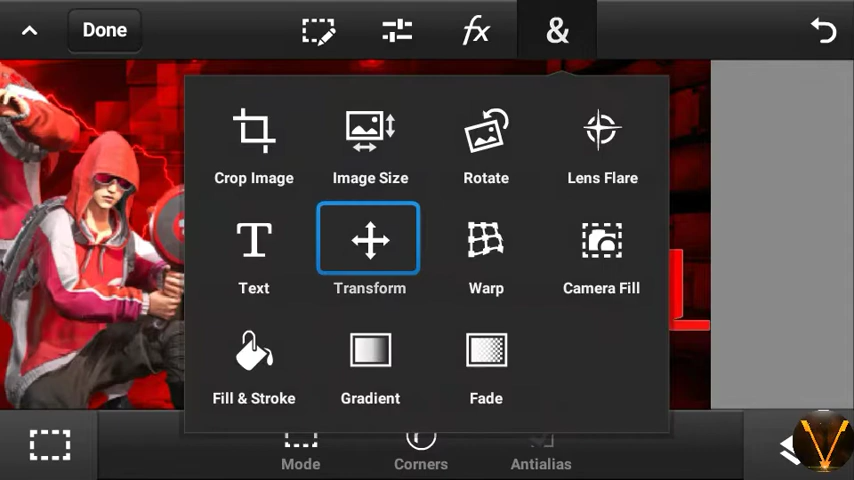 Done
fx
&
Crop Image
Image Size
Rotate
Lens Flare
T
Text
Transform
Warp
Camera Fill
Fill & Stroke
Gradient
Fade
Mode
Corners
Antialias
V